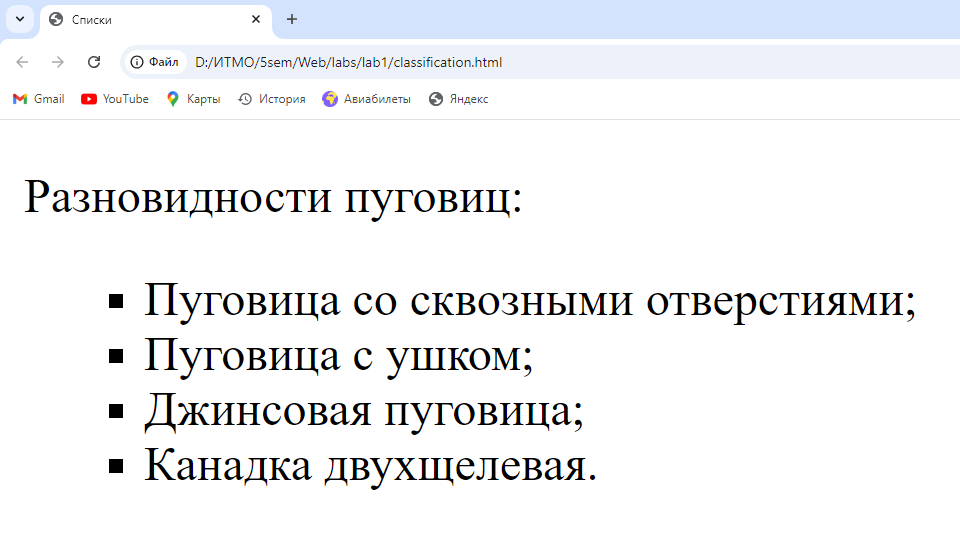 Списки
Файл D:/ИТМО/5sem/Web/labs/lab1/classification.html
Gmail YouTube Карты История Авиабилеты Яндекс
Разновидности пуговиц:
Пуговица со сквозными отверстиями;
Пуговица с ушком;
Джинсовая пуговица;
Канадка двухщелевая.